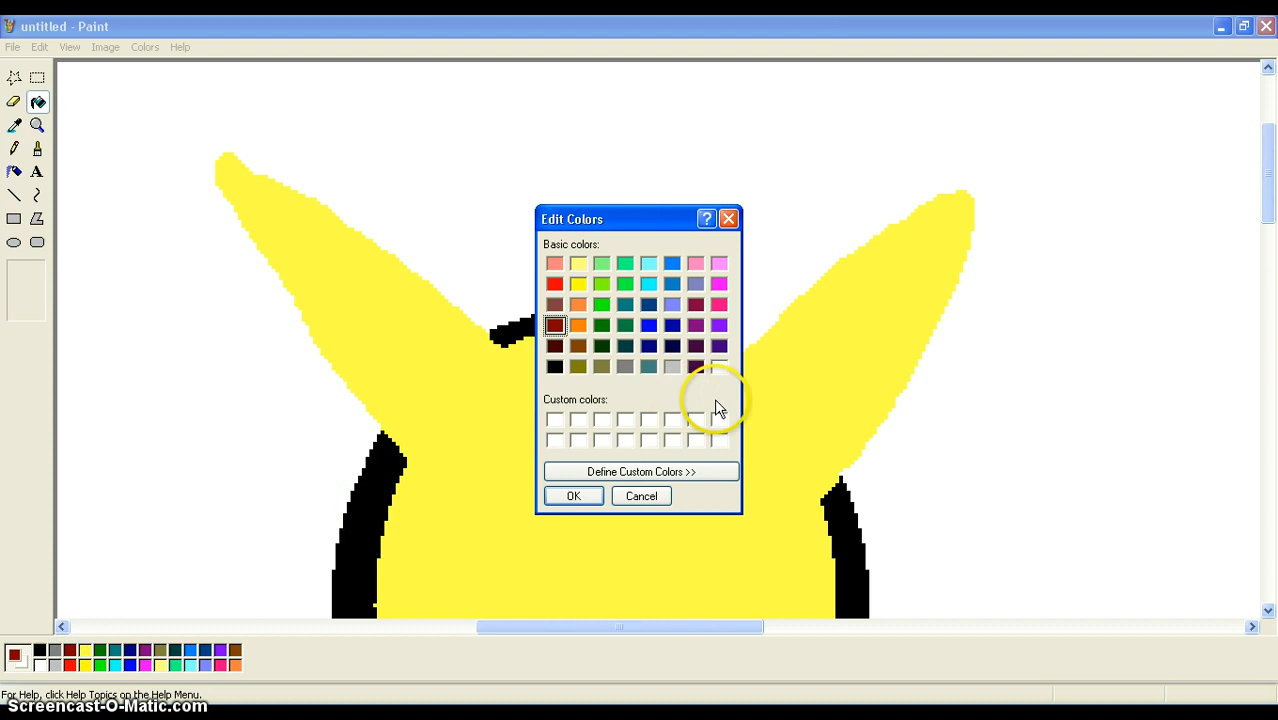 untitled - Paint
File Edit View Image Colors Help
Edit Colors
Basic colors:
Custom colors:
Define Custom Colors >>
OK Cancel
For Help, click Help Topics on the Help Menu.
Screencast-O-Matic.com